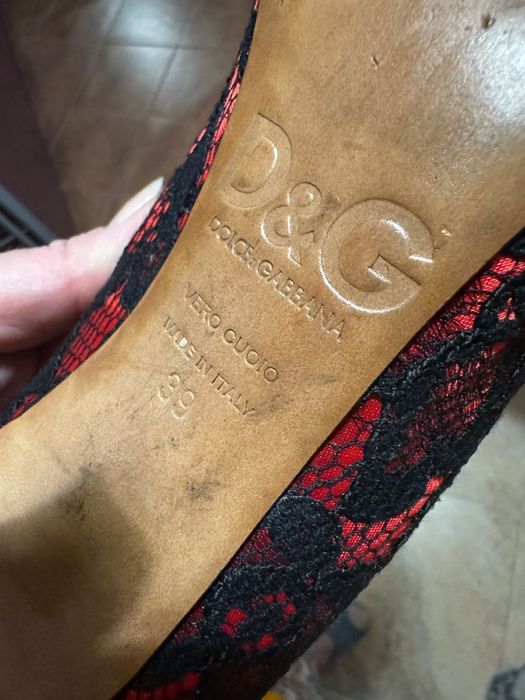 D&G
DOLCE&GABBANA
VERO CUOIO
MADE IN ITALY
39